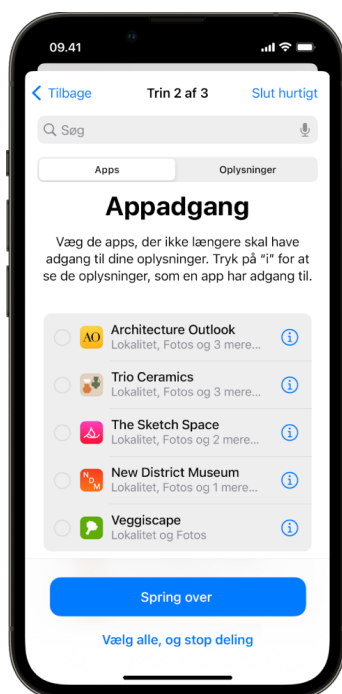 09.41
Tilbage
Trin 2 af 3
Slut hurtigt
Søg
Apps
Oplysninger
Appadgang
Væg de apps, der ikke længere skal have
adgang til dine oplysninger. Tryk på “i” for at
se de oplysninger, som en app har adgang til.
AO
Architecture Outlook
Lokalitet, Fotos og 3 mere...
Trio Ceramics
Lokalitet, Fotos og 3 mere...
The Sketch Space
Lokalitet, Fotos og 2 mere...
NDM
New District Museum
Lokalitet, Fotos og 1 mere...
Veggiscape
Lokalitet og Fotos
Spring over
Vælg alle, og stop deling